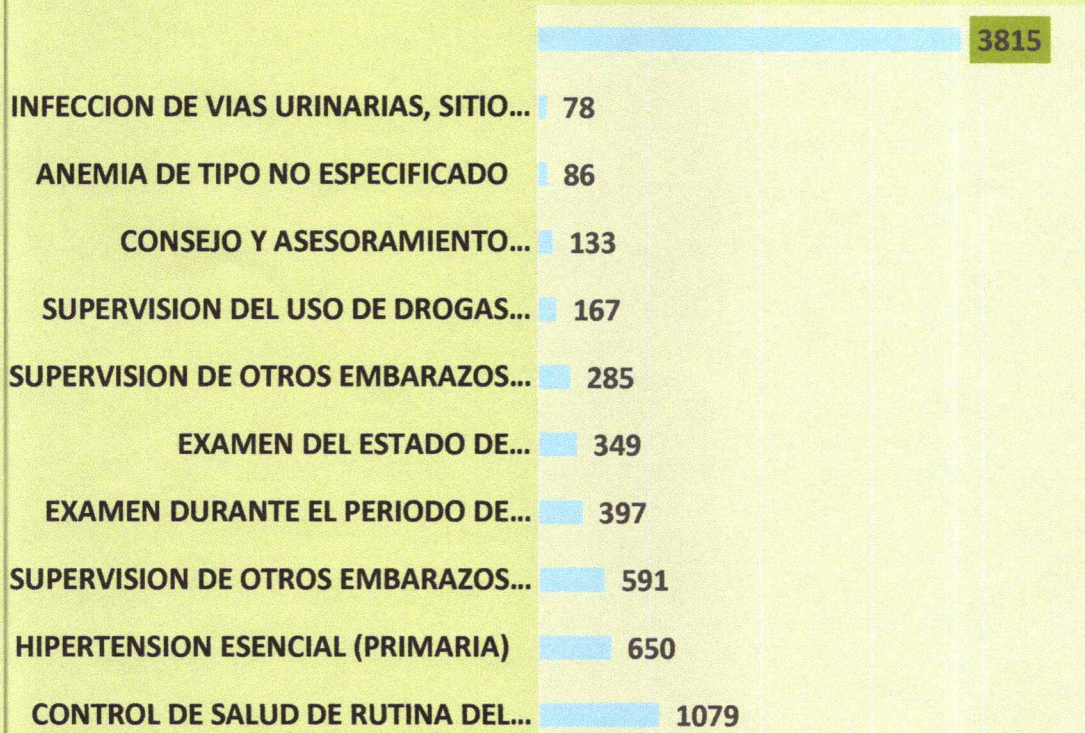 3815
INFECCION DE VIAS URINARIAS, SITIO... 78
ANEMIA DE TIPO NO ESPECIFICADO 86
CONSEJO Y ASESORAMIENTO... 133
SUPERVISION DEL USO DE DROGAS... 167
SUPERVISION DE OTROS EMBARAZOS... 285
EXAMEN DEL ESTADO DE... 349
EXAMEN DURANTE EL PERIODO DE... 397
SUPERVISION DE OTROS EMBARAZOS... 591
HIPERTENSION ESENCIAL (PRIMARIA) 650
CONTROL DE SALUD DE RUTINA DEL... 1079